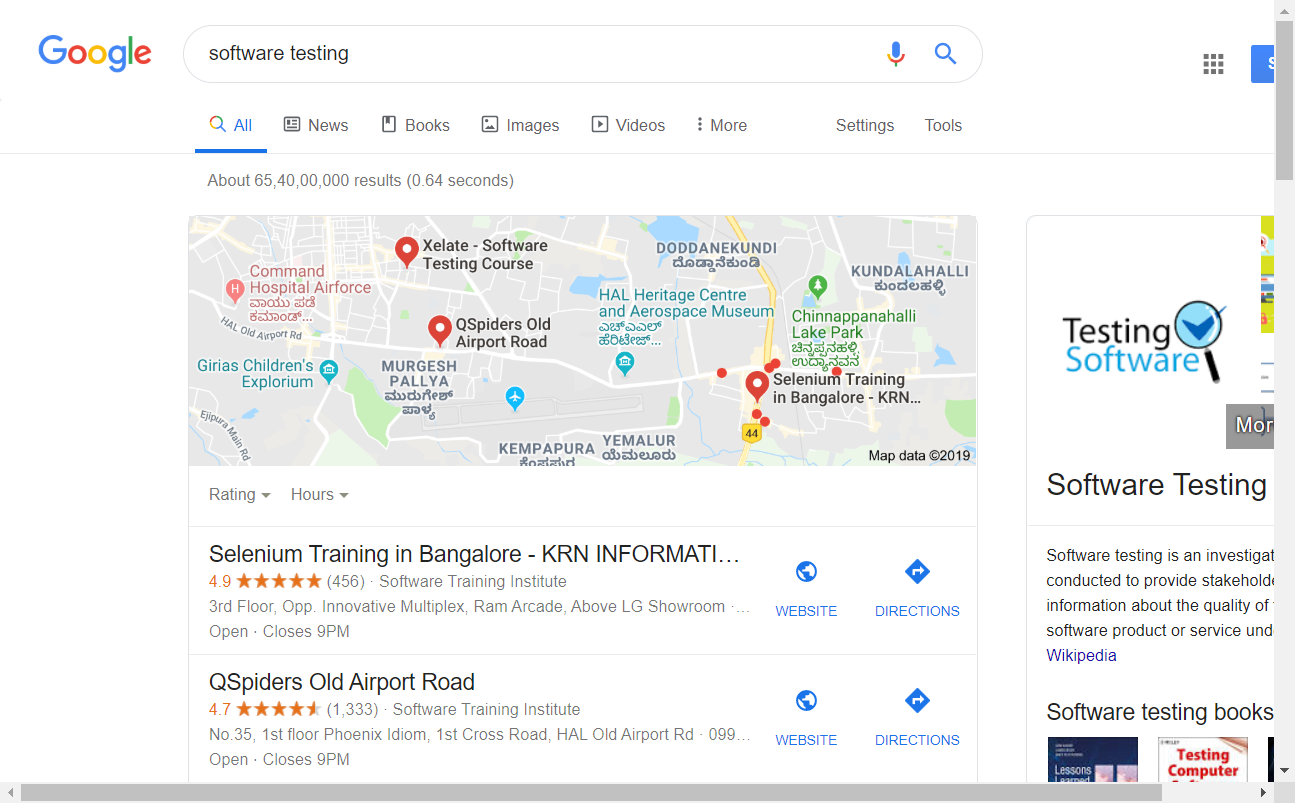 Google
software testing
All
News
Books
Images
Videos
More
Settings
Tools
About 65,40,00,000 results (0.64 seconds)
Xelate - Software
Testing Course
DODDANEKUNDI
ದೊಡ್ಡಾನೆಕುಂಡಿ
KUNDALAHALLI
ಕುಂದಲಹಳ್ಳಿ
Command
Hospital Airforce
ವಾಯು ಪಡೆ
ಕಮಾಂಡ್...
H
HAL Old Airport Rd
HAL Heritage Centre
and Aerospace Museum
ಎಚ್ಎಎಲ್
ಹೆರಿಟೇಜ್...
Chinnappanahalli
Lake Park
ಚಿನ್ನಪ್ಪನಹಳ್ಳಿ
ಉದ್ಯಾನವನ
QSpiders Old
Airport Road
Girias Children's
Explorium
MURGESH
PALLYA
ಮುರುಗೇಶ್
ಪಾಳ್ಯ
Selenium Training
in Bangalore - KRN...
Ejipura Main Rd
44
KEMPAPURA
ಕೆಂಪಾಪುರ
YEMALUR
ಯೆಮಲೂರು
Map data ©2019
Rating
Hours
Selenium Training in Bangalore - KRN INFORMATI...
4.9 (456) · Software Training Institute
3rd Floor, Opp. Innovative Multiplex, Ram Arcade, Above LG Showroom ·...
Open · Closes 9PM
WEBSITE
DIRECTIONS
QSpiders Old Airport Road
4.7 (1,333) · Software Training Institute
No.35, 1st floor Phoenix Idiom, 1st Cross Road, HAL Old Airport Rd · 099...
Open · Closes 9PM
WEBSITE
DIRECTIONS
Testing
Software
Mor
Software Testing
Software testing is an investigat
conducted to provide stakeholde
information about the quality of
software product or service und
Wikipedia
Software testing books
Lessons
Learned
WILEY
Testing
Computer